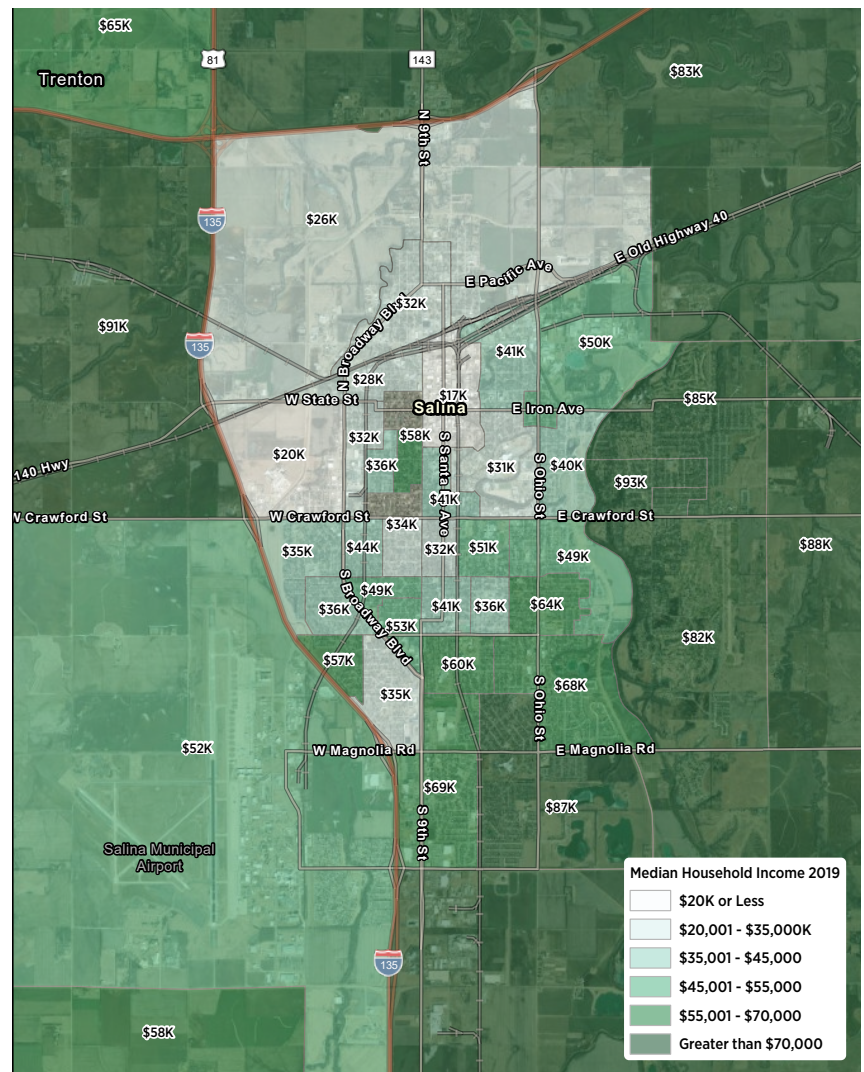 $65K
81
143
Trenton
$83K
N 9th St
135
$26K
E Old Highway 40
E Pacific Ave
$32K
N Broadway Blvd
$91K
135
$41K
$50K
$28K
$17K
W State St
Salina
E Iron Ave
$85K
$32K
$58K
S Santa Fe Ave
$20K
$36K
$31K
S Ohio St
$40K
140 Hwy
$93K
$41K
W Crawford St
W Crawford St
E Crawford St
$34K
$35K
$44K
$32K
$51K
$49K
$88K
S Broadway Blvd
$49K
$36K
$41K
$36K
$64K
$53K
$82K
$57K
$60K
$35K
S Ohio St
$68K
$52K
W Magnolia Rd
E Magnolia Rd
$69K
$87K
S 9th St
Salina Municipal
Airport
135
$58K
Median Household Income 2019
$20K or Less
$20,001 - $35,000K
$35,001 - $45,000
$45,001 - $55,000
$55,001 - $70,000
Greater than $70,000